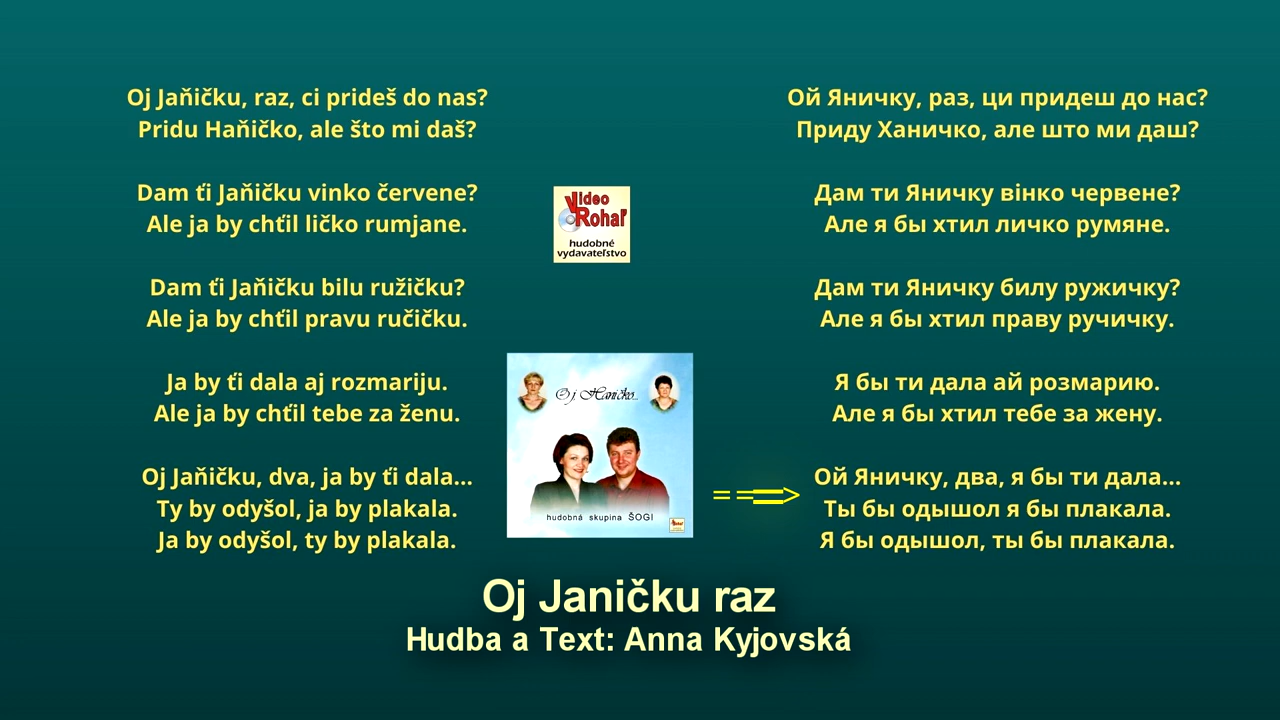 Oj Jaňičku, raz, ci prideš do nas?
Pridu Haňičko, ale što mi daš?
Dam ťi Jaňičku vinko červene?
Ale ja by chťil ličko rumjane.
Dam ťi Jaňičku bilu ružičku?
Ale ja by chťil pravu ručičku.
Ja by ťi dala aj rozmariju.
Ale ja by chťil tebe za ženu.
Oj Jaňičku, dva, ja by ťi dala...
Ty by odyšol, ja by plakala.
Ja by odyšol, ty by plakala.
Video
Rohaľ
hudobné
vydavateľstvo
Oj Haničko...
hudobná skupina ŠOGI
Rohaľ
===>
Ой Яничку, раз, ци придеш до нас?
Приду Ханичко, але што ми даш?
Дам ти Яничку вінко червене?
Але я бы хтил личко румяне.
Дам ти Яничку билу ружичку?
Але я бы хтил праву ручичку.
Я бы ти дала ай розмарию.
Але я бы хтил тебе за жену.
Ой Яничку, два, я бы ти дала...
Ты бы одышол я бы плакала.
Я бы одышол, ты бы плакала.
Oj Janičku raz
Hudba a Text: Anna Kyjovská